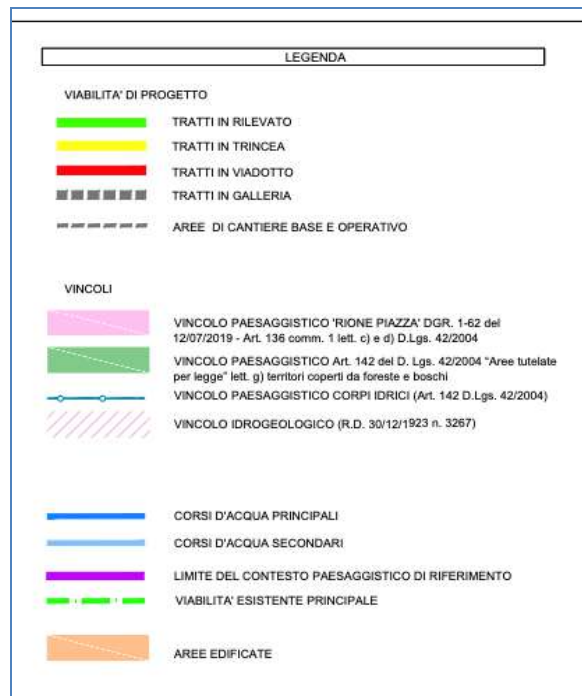 LEGENDA
VIABILITA' DI PROGETTO
TRATTI IN RILEVATO
TRATTI IN TRINCEA
TRATTI IN VIADOTTO
TRATTI IN GALLERIA
AREE DI CANTIERE BASE E OPERATIVO
VINCOLI
VINCOLO PAESAGGISTICO 'RIONE PIAZZA' DGR. 1-62 del
12/07/2019 - Art. 136 comm. 1 lett. c) e d) D.Lgs. 42/2004
VINCOLO PAESAGGISTICO Art. 142 del D. Lgs. 42/2004 "Aree tutelate
per legge" lett. g) territori coperti da foreste e boschi
VINCOLO PAESAGGISTICO CORPI IDRICI (Art. 142 D.Lgs. 42/2004)
VINCOLO IDROGEOLOGICO (R.D. 30/12/1923 n. 3267)
CORSI D'ACQUA PRINCIPALI
CORSI D'ACQUA SECONDARI
LIMITE DEL CONTESTO PAESAGGISTICO DI RIFERIMENTO
VIABILITA' ESISTENTE PRINCIPALE
AREE EDIFICATE